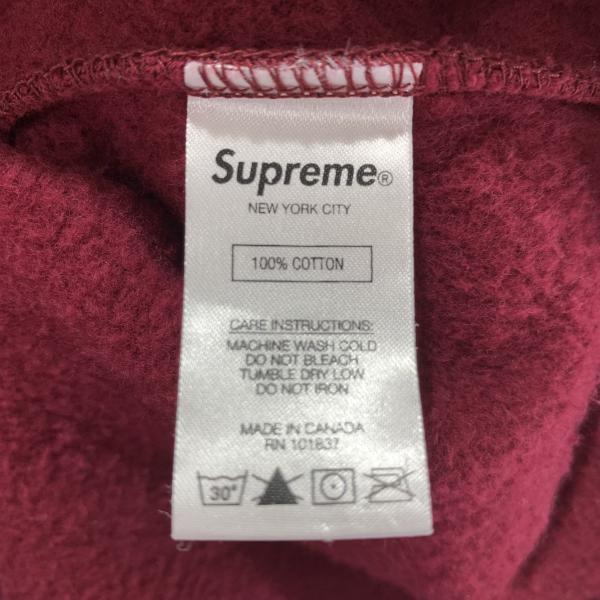 Supreme®
NEW YORK CITY
100% COTTON
CARE INSTRUCTIONS:
MACHINE WASH COLD
DO NOT BLEACH
TUMBLE DRY LOW
DO NOT IRON
MADE IN CANADA
RN 101837
30°